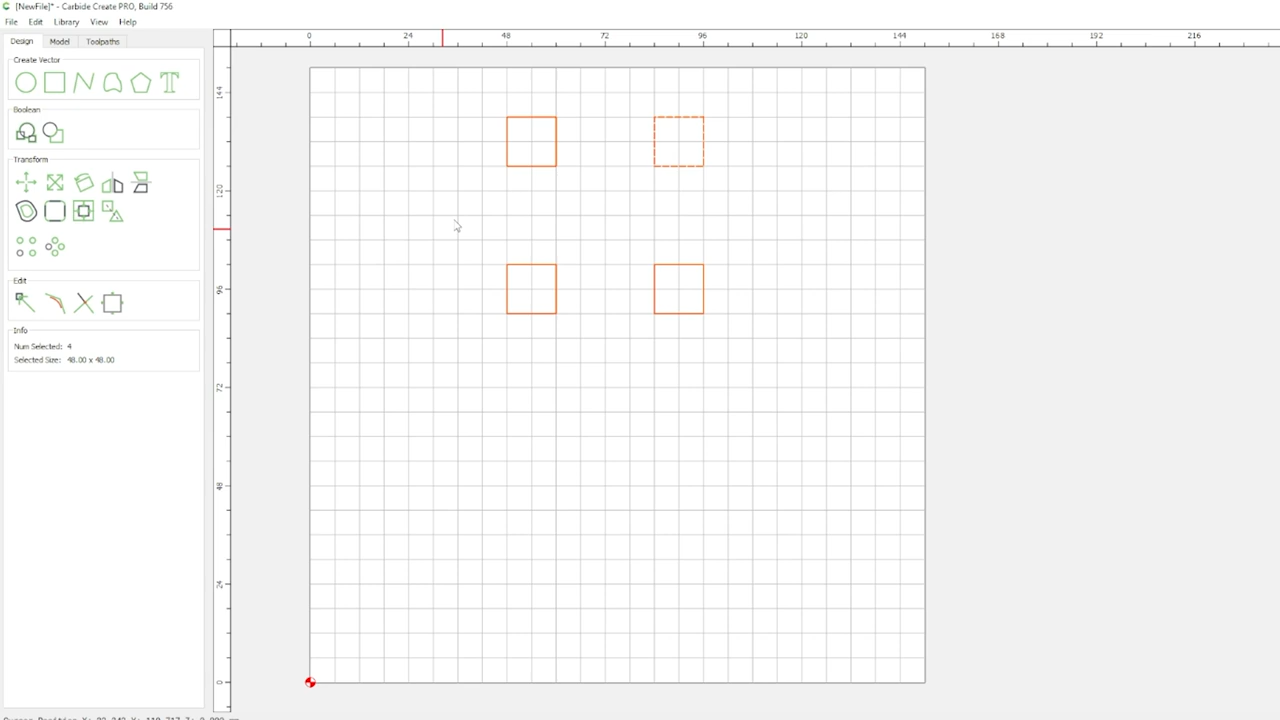 [NewFile]* - Carbide Create PRO, Build 756
File Edit Library View Help
Design Model Toolpaths
0 24 48 72 96 120 144 168 192 216
Create Vector
144
Boolean
Transform
120
96
Edit
Info
Num Selected: 4
Selected Size: 48.00 x 48.00
72
48
24
0